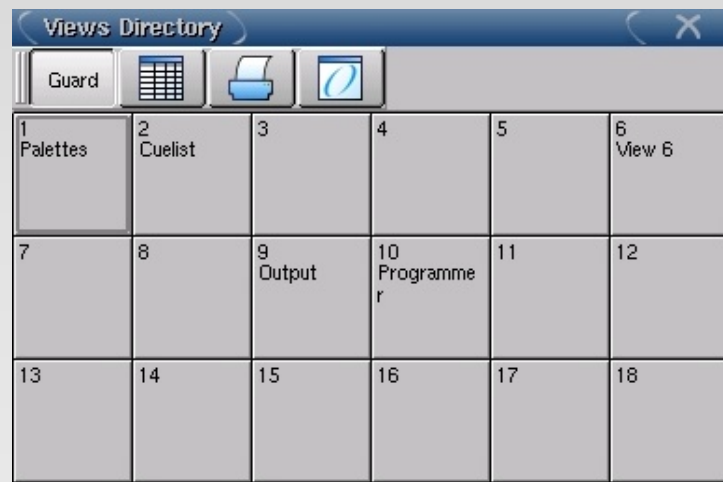 Views Directory
Guard
1 2 3 4 5 6
Palettes Cuelist View 6
7 8 9 10 11 12
Output Programme
r
13 14 15 16 17 18